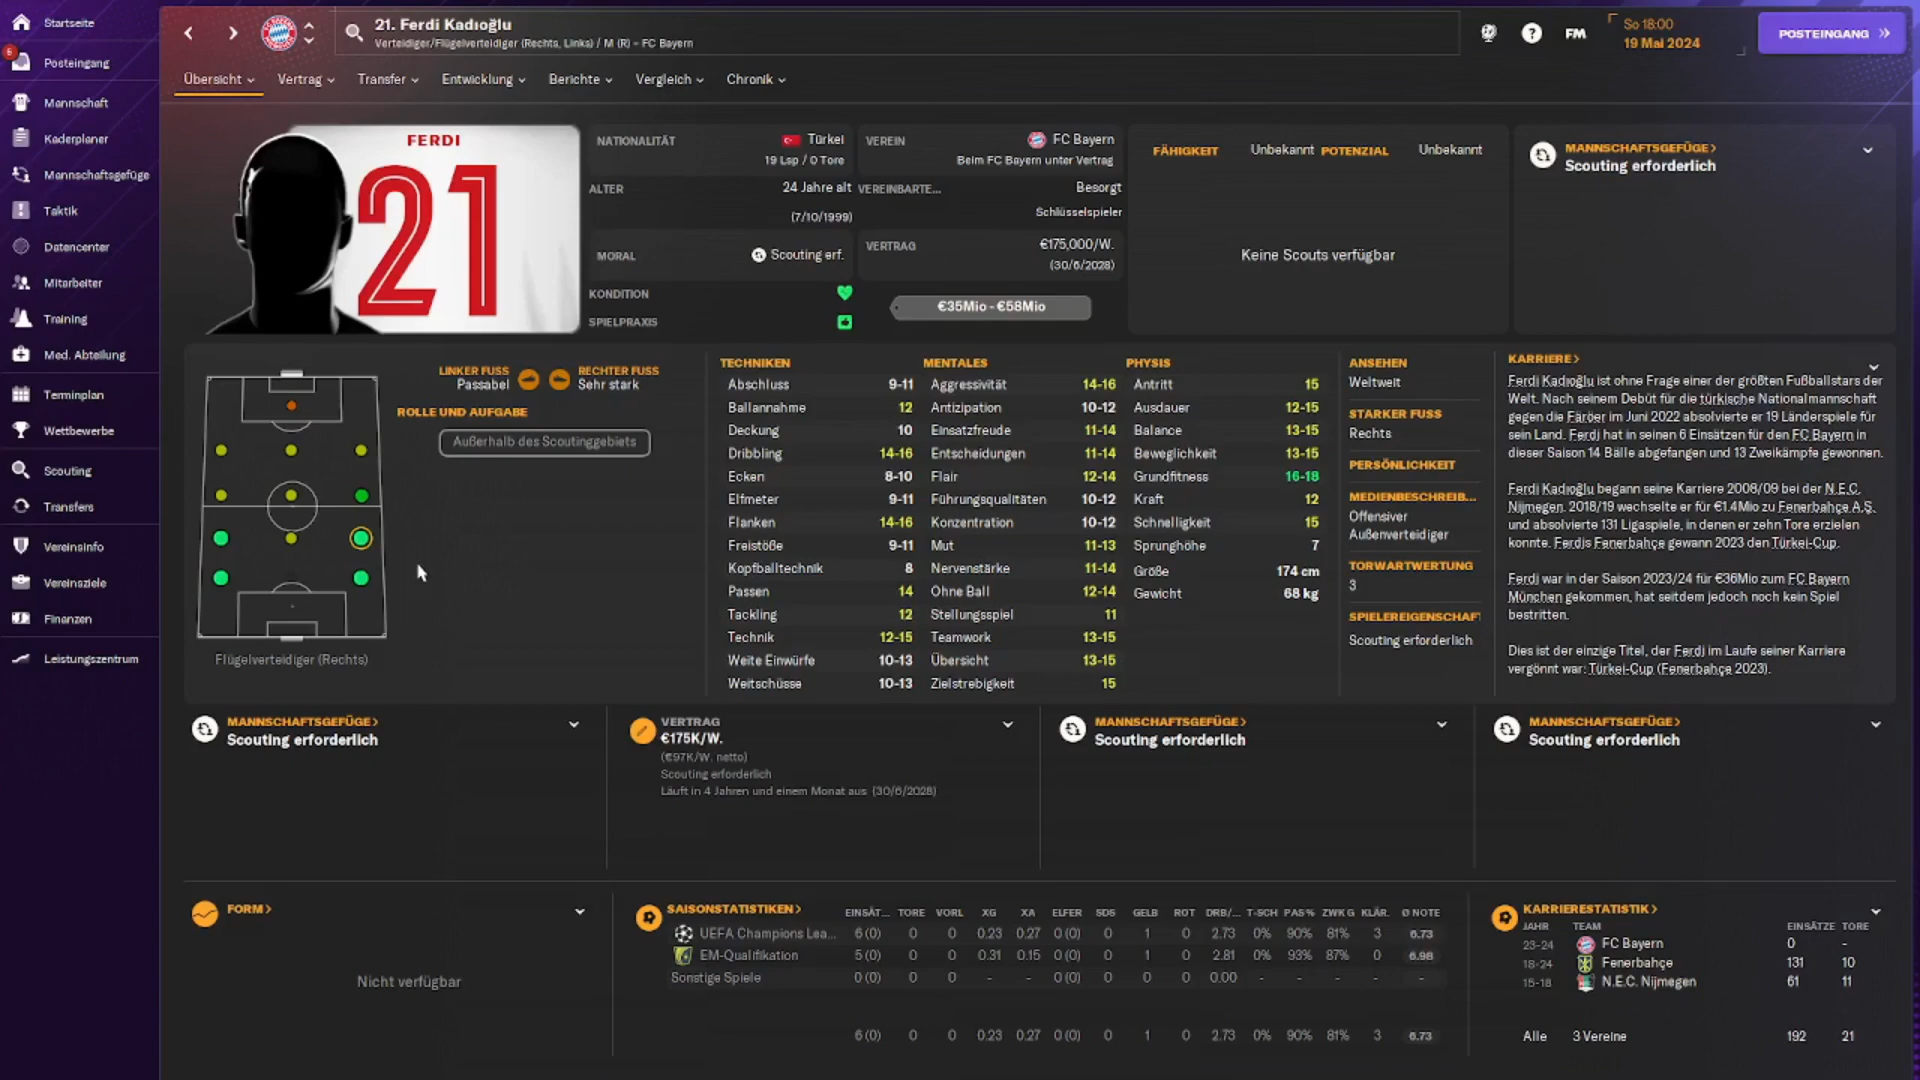 Startseite
6
Posteingang
Mannschaft
Kaderplaner
Mannschaftsgefüge
Taktik
Datencenter
Mitarbeiter
Training
Med. Abteilung
Terminplan
Wettbewerbe
Scouting
Transfers
Vereinsinfo
Vereinsziele
Finanzen
Leistungszentrum
21. Ferdi Kadıoğlu
Verteidiger/Flügelverteidiger (Rechts, Links) / M (R) - FC Bayern
FM
So 18:00
19 Mai 2024
POSTEINGANG
Übersicht
Vertrag
Transfer
Entwicklung
Berichte
Vergleich
Chronik
FERDI
21
NATIONALITÄT
Türkei
19 Lsp / 0 Tore
ALTER
24 Jahre alt
(7/10/1999)
MORAL
Scouting erf.
KONDITION
SPIELPRAXIS
VEREIN
FC Bayern
Beim FC Bayern unter Vertrag
VEREINBARTE...
Besorgt
Schlüsselspieler
VERTRAG
€175,000/W.
(30/6/2028)
€35Mio - €58Mio
FÄHIGKEIT Unbekannt POTENZIAL Unbekannt
Keine Scouts verfügbar
MANNSCHAFTSGEFÜGE>
Scouting erforderlich
LINKER FUSS
Passabel
RECHTER FUSS
Sehr stark
ROLLE UND AUFGABE
Außerhalb des Scoutinggebiets
Flügelverteidiger (Rechts)
TECHNIKEN
Abschluss 9-11
Ballannahme 12
Deckung 10
Dribbling 14-16
Ecken 8-10
Elfmeter 9-11
Flanken 14-16
Freistöße 9-11
Kopfballtechnik 8
Passen 14
Tackling 12
Technik 12-15
Weite Einwürfe 10-13
Weitschüsse 10-13
MENTALES
Aggressivität 14-16
Antizipation 10-12
Einsatzfreude 11-14
Entscheidungen 11-14
Flair 12-14
Führungsqualitäten 10-12
Konzentration 10-12
Mut 11-13
Nervenstärke 11-14
Ohne Ball 12-14
Stellungsspiel 11
Teamwork 13-15
Übersicht 13-15
Zielstrebigkeit 15
PHYSIS
Antritt 15
Ausdauer 12-15
Balance 13-15
Beweglichkeit 13-15
Grundfitness 16-18
Kraft 12
Schnelligkeit 15
Sprunghöhe 7
Größe 174 cm
Gewicht 68 kg
ANSEHEN
Weltweit
STARKER FUSS
Rechts
PERSÖNLICHKEIT
MEDIENBESCHREIB...
Offensiver
Außenverteidiger
TORWARTWERTUNG
3
SPIELEREIGENSCHAF
Scouting erforderlich
KARRIERE>
Ferdi Kadıoğlu ist ohne Frage einer der größten Fußballstars der
Welt. Nach seinem Debüt für die türkische Nationalmannschaft
gegen die Färöer im Juni 2022 absolvierte er 19 Länderspiele für
sein Land. Ferdi hat in seinen 6 Einsätzen für den FC Bayern in
dieser Saison 14 Bälle abgefangen und 13 Zweikämpfe gewonnen.
Ferdi Kadıoğlu begann seine Karriere 2008/09 bei der N.E.C.
Nijmegen. 2018/19 wechselte er für €1.4Mio zu Fenerbahçe A.Ş.
und absolvierte 131 Ligaspiele, in denen er zehn Tore erzielen
konnte. Ferdis Fenerbahçe gewann 2023 den Türkei-Cup.
Ferdi war in der Saison 2023/24 für €36Mio zum FC Bayern
München gekommen, hat seitdem jedoch noch kein Spiel
bestritten.
Dies ist der einzige Titel, der Ferdi im Laufe seiner Karriere
vergönnt war: Türkei-Cup (Fenerbahçe 2023).
MANNSCHAFTSGEFÜGE>
Scouting erforderlich
VERTRAG
€175K/W.
(€97K/W. netto)
Scouting erforderlich
Läuft in 4 Jahren und einem Monat aus (30/6/2028)
MANNSCHAFTSGEFÜGE>
Scouting erforderlich
MANNSCHAFTSGEFÜGE>
Scouting erforderlich
FORM>
Nicht verfügbar
SAISONSTATISTIKEN> EINSÄT... TORE VORL XG XA ELFER SDS GELB ROT DRB/... T-SCH PAS% ZWK G KLÄR. Ø NOTE
UEFA Champions Lea... 6 (0) 0 0 0.23 0.27 0 (0) 0 1 0 2.73 0% 90% 81% 3 6.73
EM-Qualifikation 5 (0) 0 0 0.31 0.15 0 (0) 0 1 0 2.81 0% 93% 87% 0 6.98
Sonstige Spiele 0 (0) 0 0 - - 0 (0) 0 0 0 0.00 - - - - -
6 (0) 0 0 0.23 0.27 0 (0) 0 1 0 2.73 0% 90% 81% 3 6.73
KARRIERESTATISTIK>
JAHR TEAM EINSÄTZE TORE
23-24 FC Bayern 0 -
18-24 Fenerbahçe 131 10
15-18 N.E.C. Nijmegen 61 11
Alle 3 Vereine 192 21